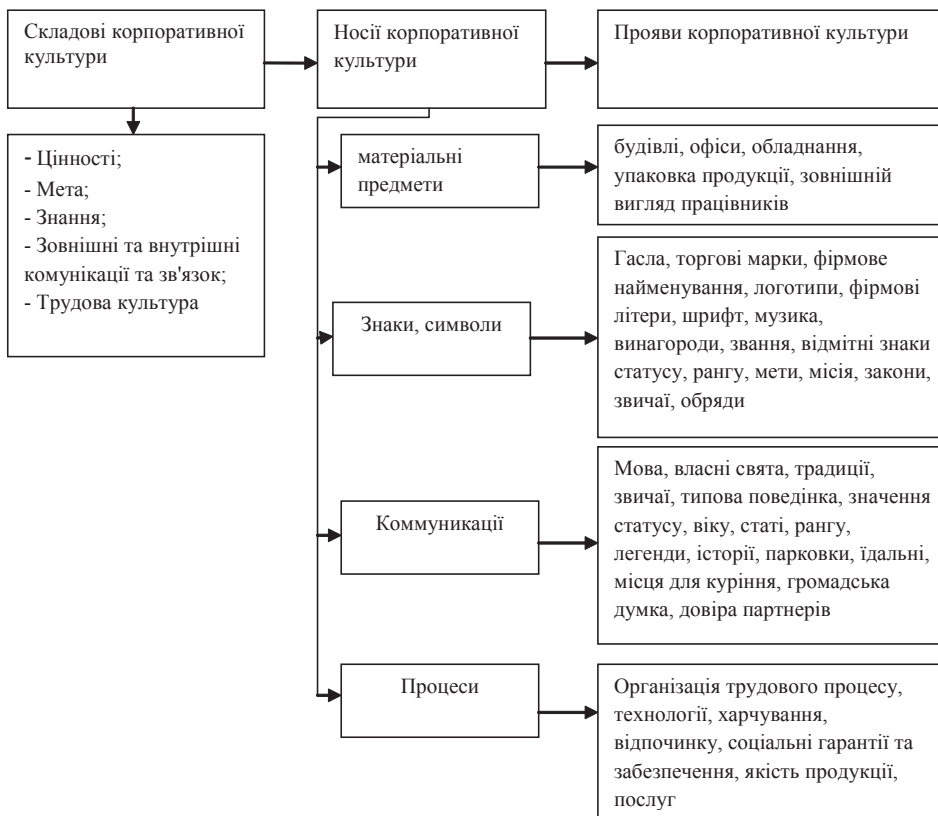 Складові корпоративної
культури
Носії корпоративної
культури
Прояви корпоративної культури
- Цінності;
- Мета;
- Знання;
- Зовнішні та внутрішні
комунікації та зв'язок;
- Трудова культура
матеріальні
предмети
будівлі, офіси, обладнання,
упаковка продукції, зовнішній
вигляд працівників
Знаки, символи
Гасла, торгові марки, фірмове
найменування, логотипи, фірмові
літери, шрифт, музика,
винагороди, звання, відмітні знаки
статусу, рангу, мети, місія, закони,
звичаї, обряди
Коммуникації
Мова, власні свята, традиції,
звичаї, типова поведінка, значення
статусу, віку, статі, рангу,
легенди, історії, парковки, їдальні,
місця для куріння, громадська
думка, довіра партнерів
Процеси
Організація трудового процесу,
технології, харчування,
відпочинку, соціальні гарантії та
забезпечення, якість продукції,
послуг